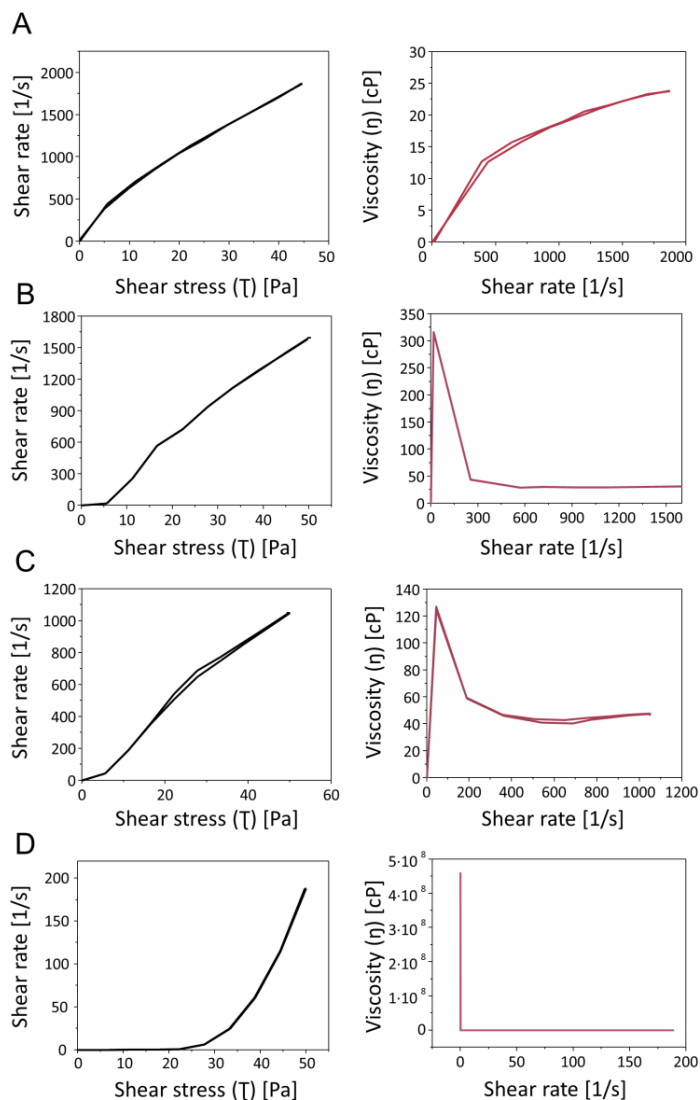 A
Shear rate [1/s]
2000
1500
1000
500
0
0 10 20 30 40 50
Shear stress (Ʈ) [Pa]
Viscosity (ŋ) [cP]
30
25
20
15
10
5
0
500 1000 1500 2000
Shear rate [1/s]
B
Shear rate [1/s]
1800
1500
1200
900
600
300
0
0 10 20 30 40 50
Shear stress (Ʈ) [Pa]
Viscosity (ŋ) [cP]
350
300
250
200
150
100
50
0
0 300 600 900 1200 1500
Shear rate [1/s]
C
Shear rate [1/s]
1200
1000
800
600
400
200
0
0 20 40 60
Shear stress (Ʈ) [Pa]
Viscosity (ŋ) [cP]
140
120
100
80
60
40
20
0
0 200 400 600 800 1000 1200
Shear rate [1/s]
D
Shear rate [1/s]
200
150
100
50
0
0 10 20 30 40 50
Shear stress (Ʈ) [Pa]
Viscosity (ŋ) [cP]
5·10⁸
4·10⁸
3·10⁸
2·10⁸
1·10⁸
0
0 50 100 150 200
Shear rate [1/s]